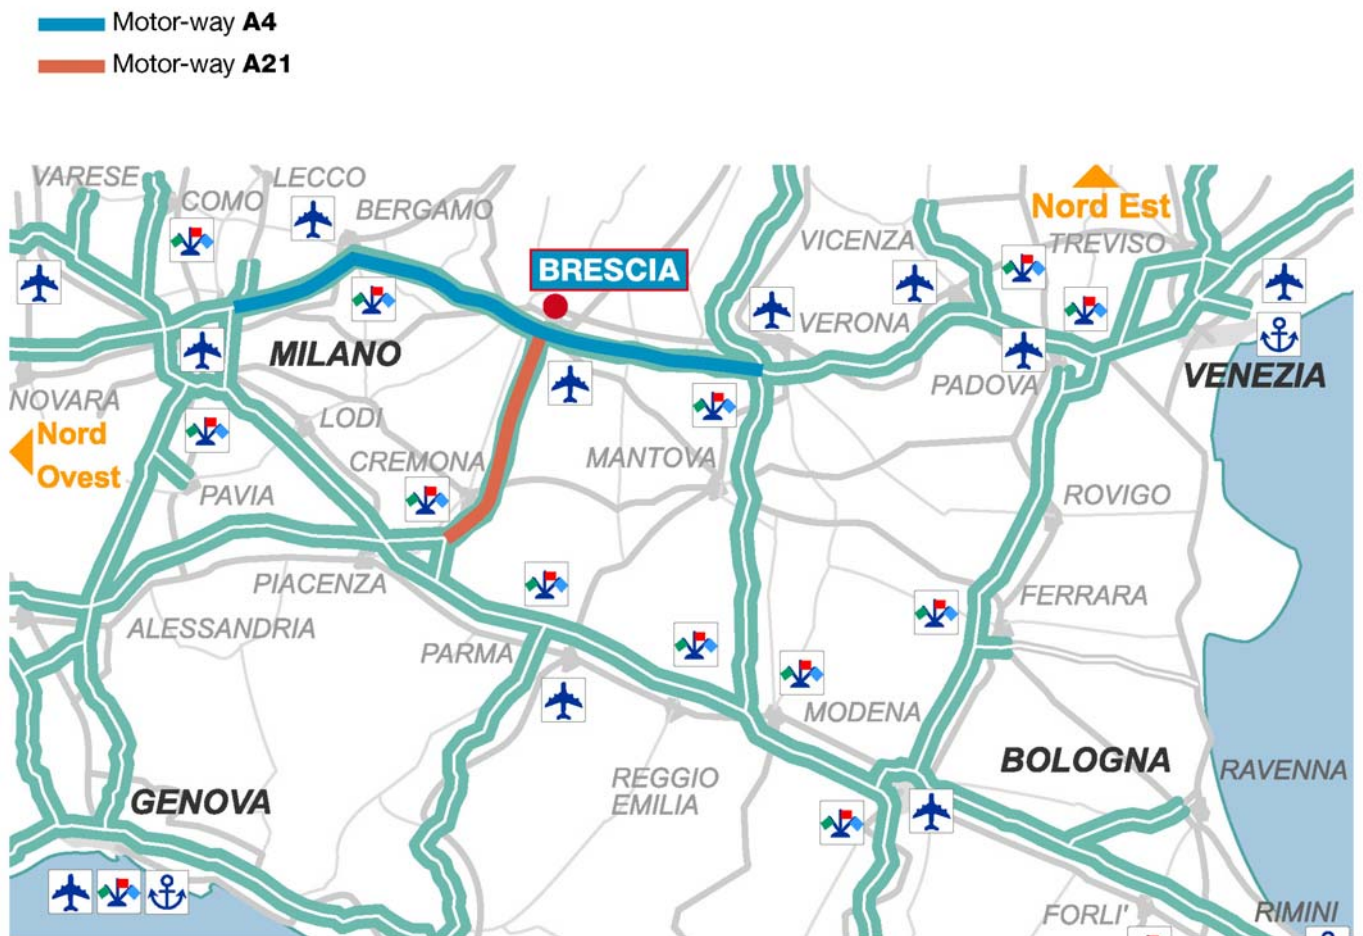 Motor-way A4
Motor-way A21
VARESE
LECCO
COMO
BERGAMO
Nord Est
VICENZA
TREVISO
BRESCIA
VERONA
MILANO
PADOVA
VENEZIA
NOVARA
LODI
Nord
Ovest
CREMONA
MANTOVA
PAVIA
ROVIGO
PIACENZA
FERRARA
ALESSANDRIA
PARMA
MODENA
BOLOGNA
RAVENNA
REGGIO
EMILIA
GENOVA
FORLI'
RIMINI